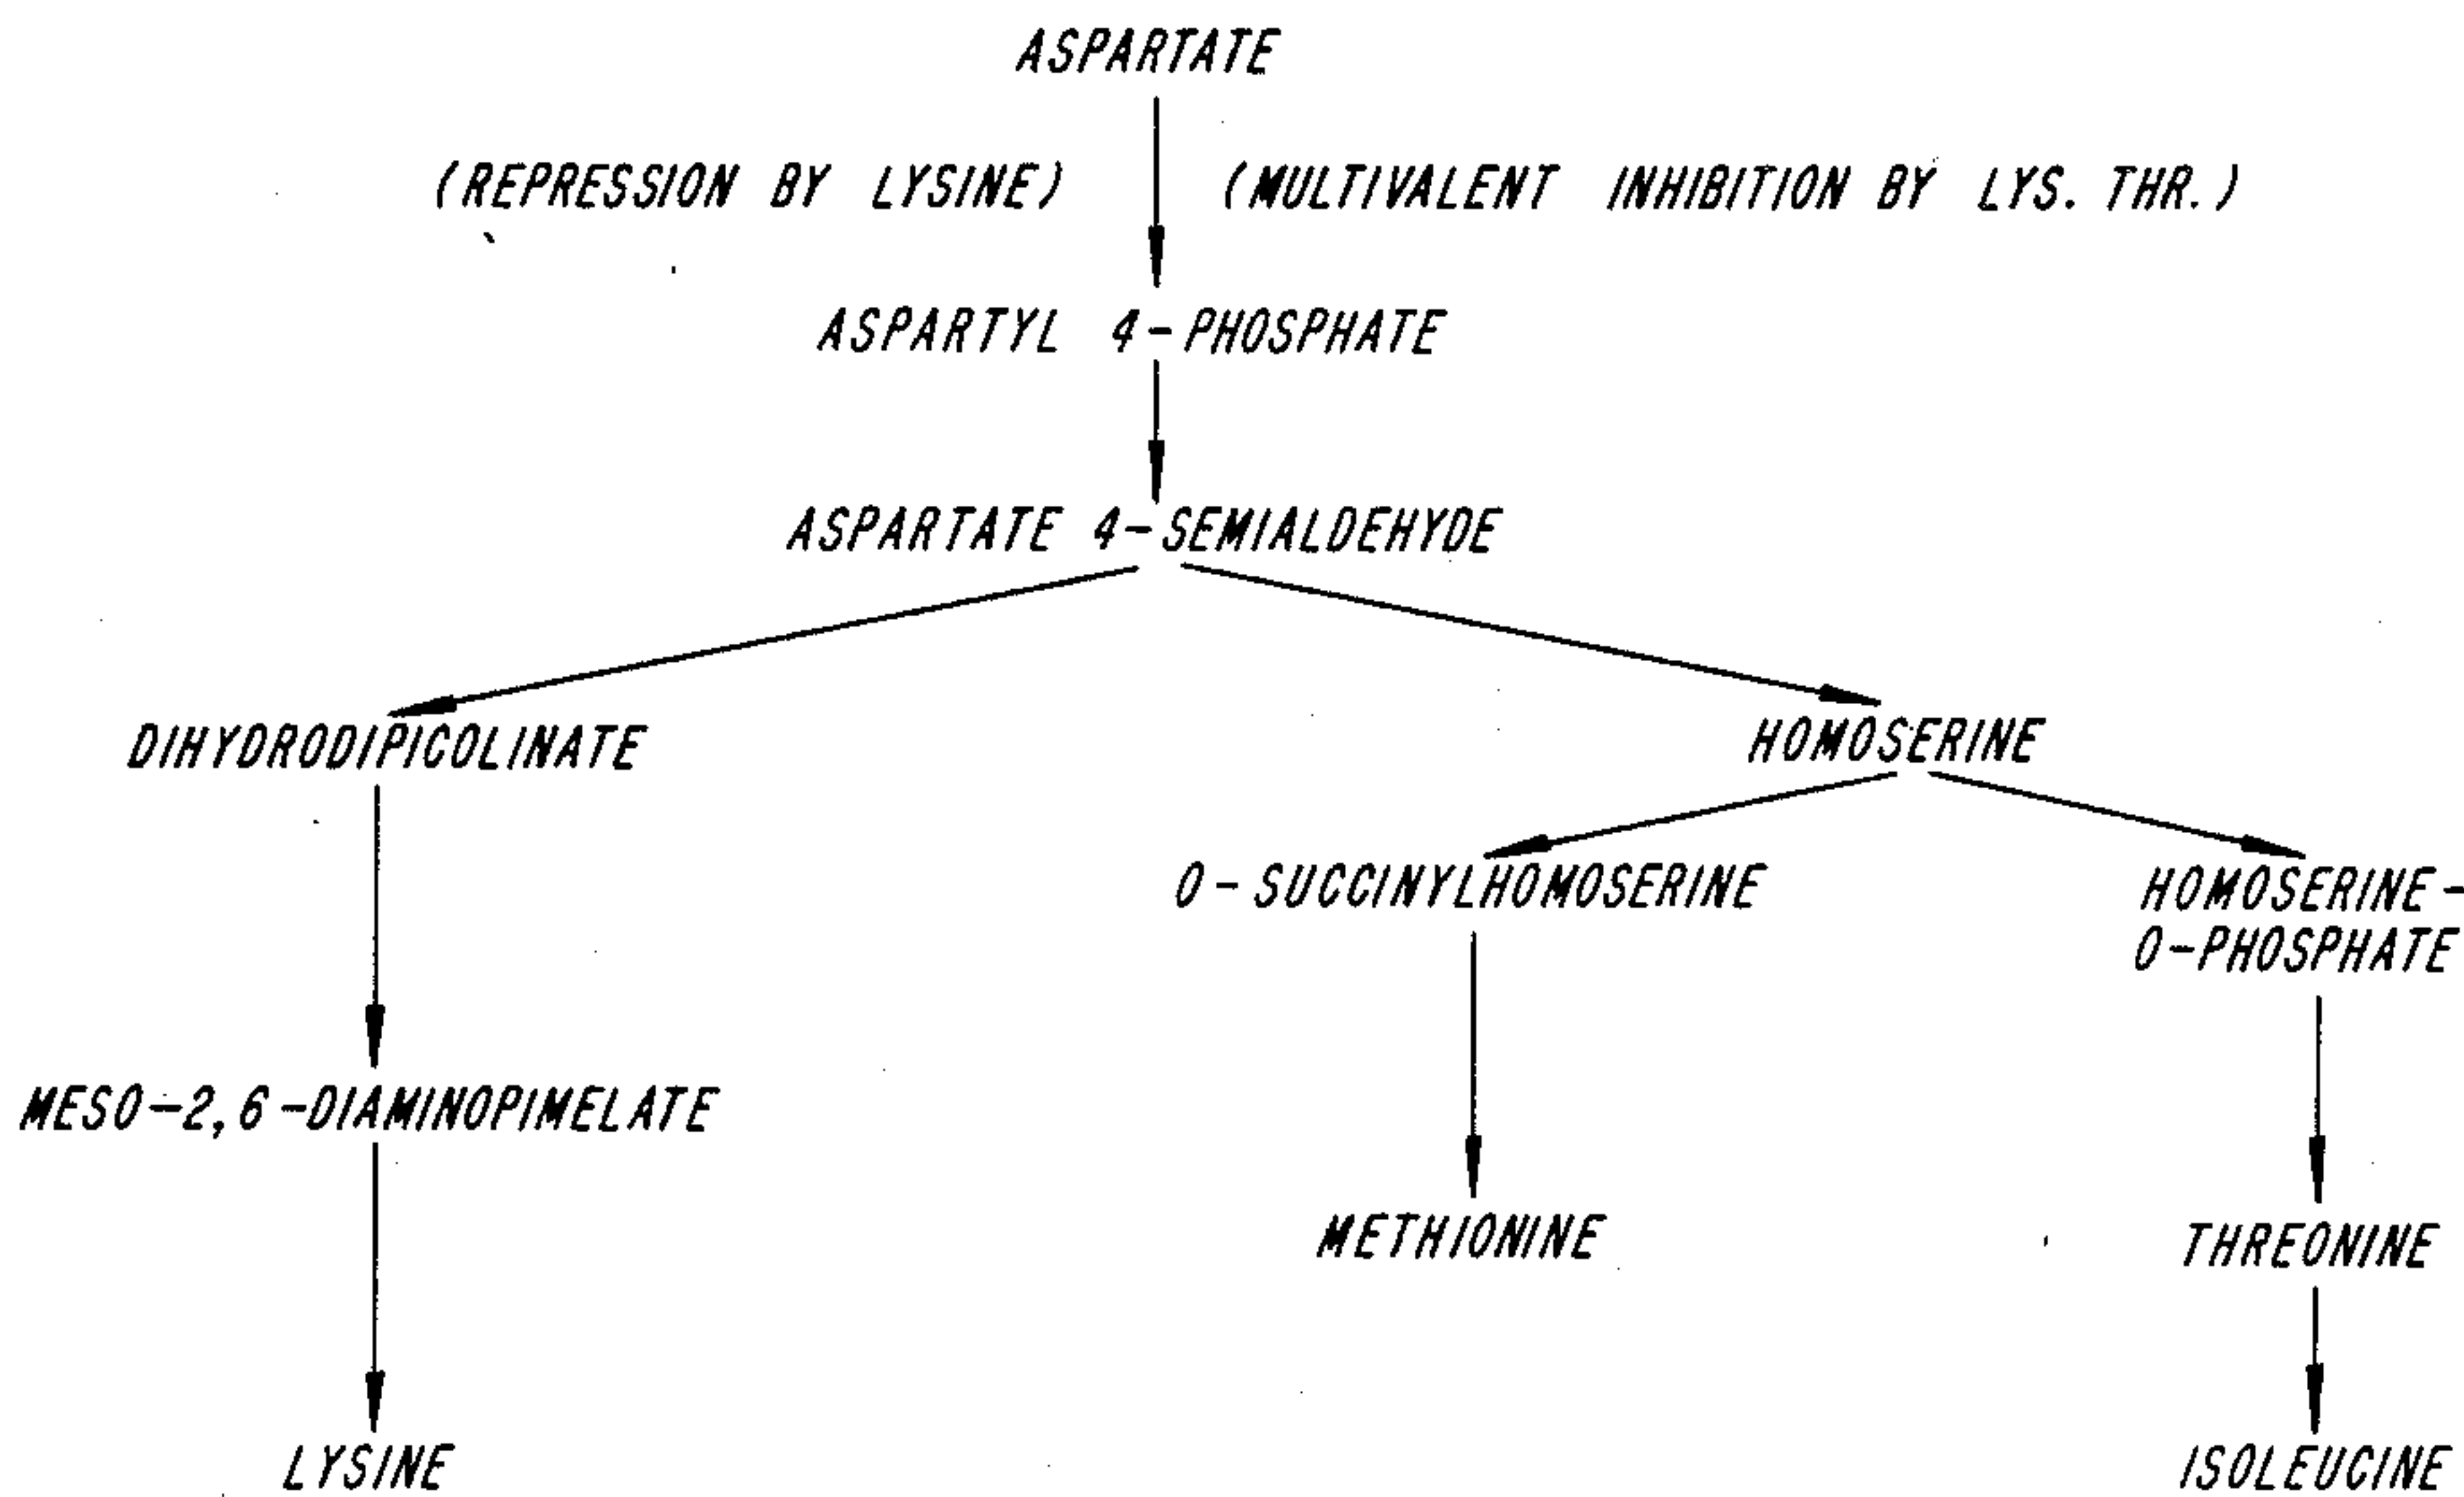 ASPARTATE
(REPRESSION BY LYSINE) (MULTIVALENT INHIBITION BY LYS. THR.)
ASPARTYL 4-PHOSPHATE
ASPARTATE 4-SEMIALDEHYDE
DIHYDRODIPICOLINATE
HOMOSERINE
O-SUCCINYLHOMOSERINE
HOMOSERINE-
O-PHOSPHATE
MESO-2,6-DIAMINOPIMELATE
METHIONINE
THREONINE
LYSINE
ISOLEUCINE